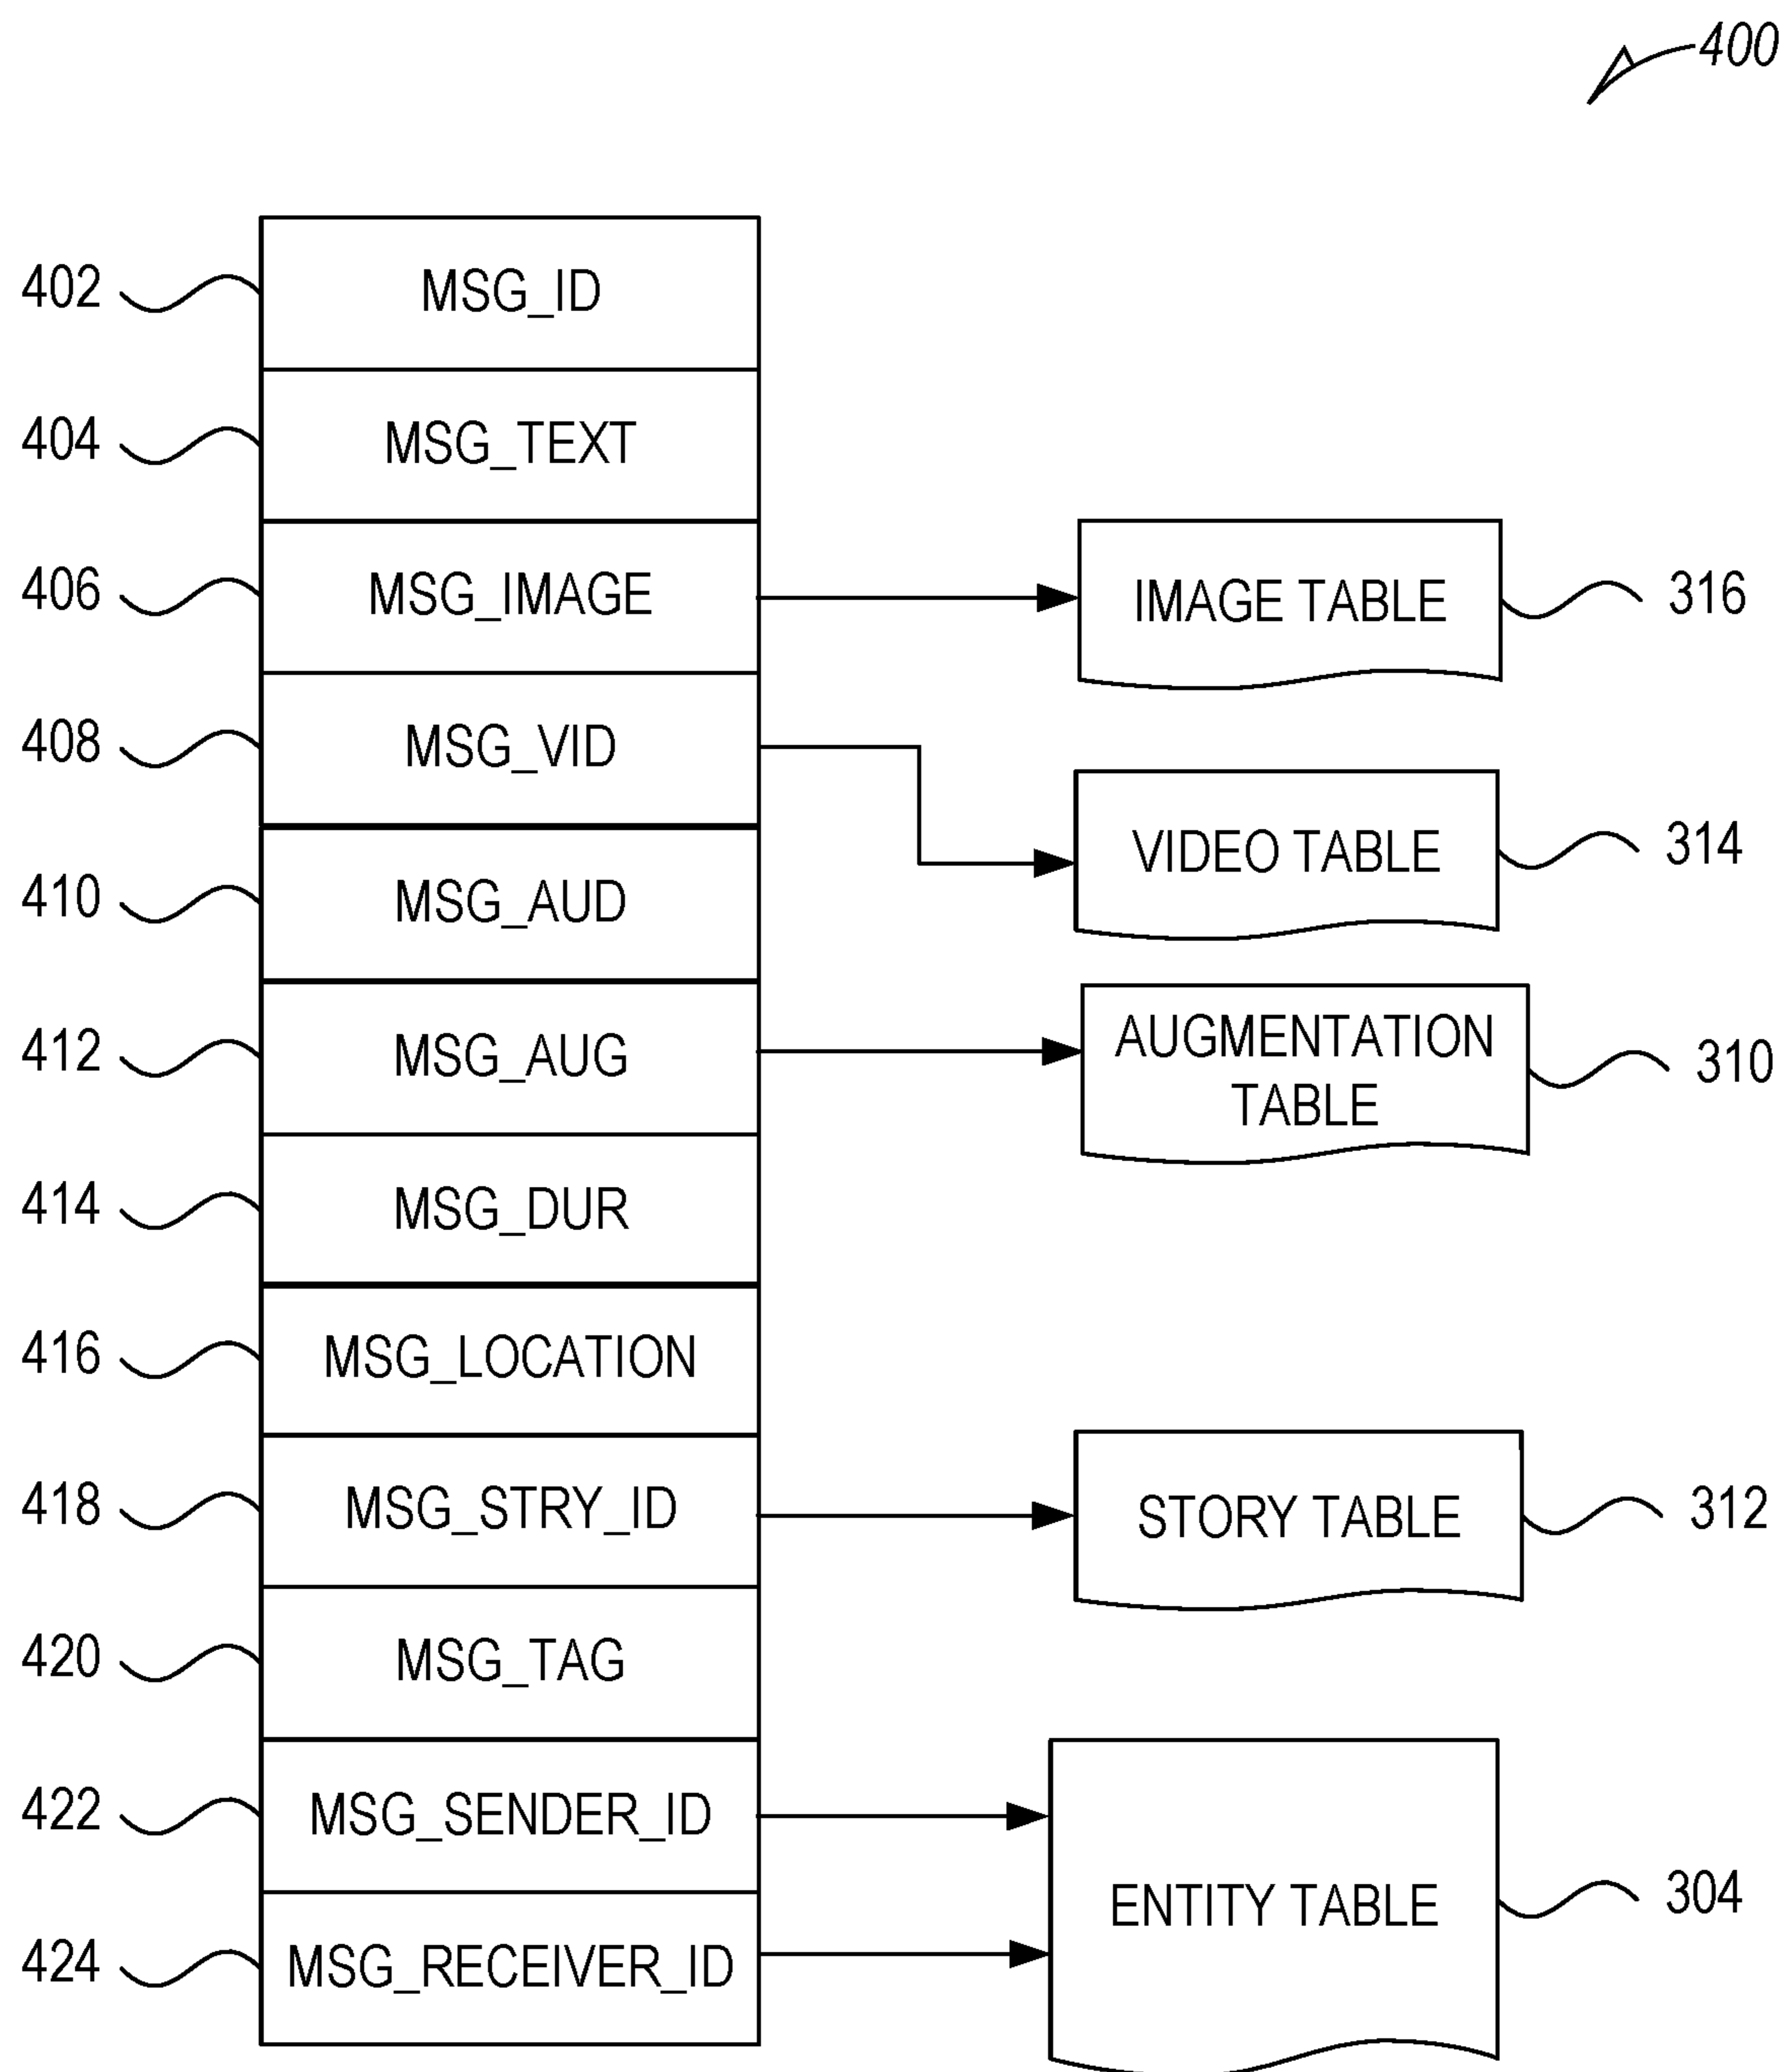 400
402 MSG_ID
404 MSG_TEXT
406 MSG_IMAGE IMAGE TABLE 316
408 MSG_VID VIDEO TABLE 314
410 MSG_AUD
412 MSG_AUG AUGMENTATION TABLE 310
414 MSG_DUR
416 MSG_LOCATION
418 MSG_STRY_ID STORY TABLE 312
420 MSG_TAG
422 MSG_SENDER_ID
ENTITY TABLE 304
424 MSG_RECEIVER_ID